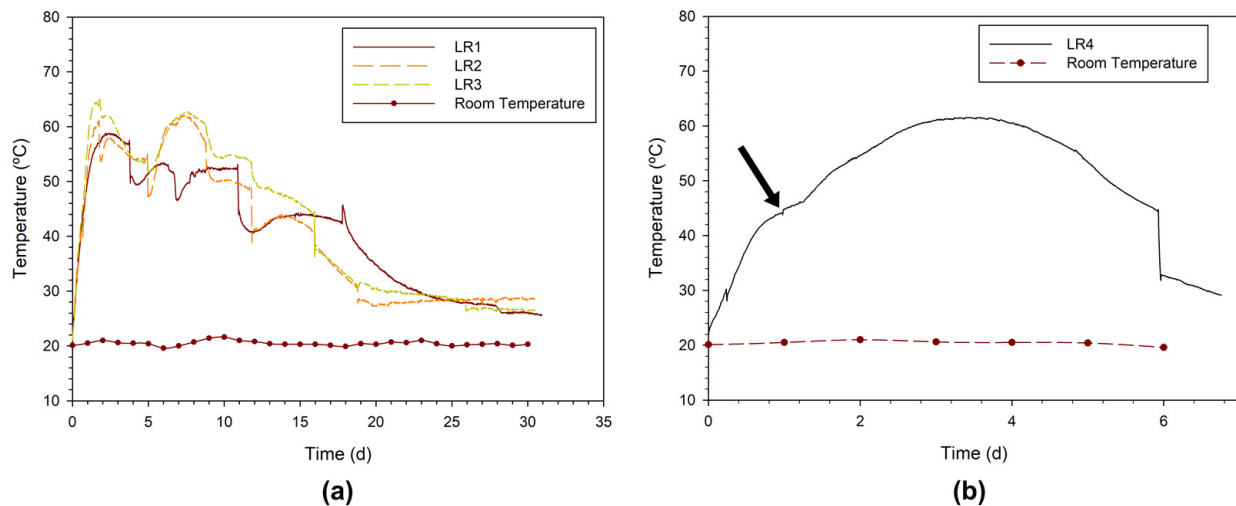 80
70
60
50
40
30
20
10
Temperature (ºC)
LR1
LR2
LR3
Room Temperature
0 5 10 15 20 25 30 35
Time (d)
(a)
80
70
60
50
40
30
20
10
Temperature (ºC)
LR4
Room Temperature
0 2 4 6
Time (d)
(b)